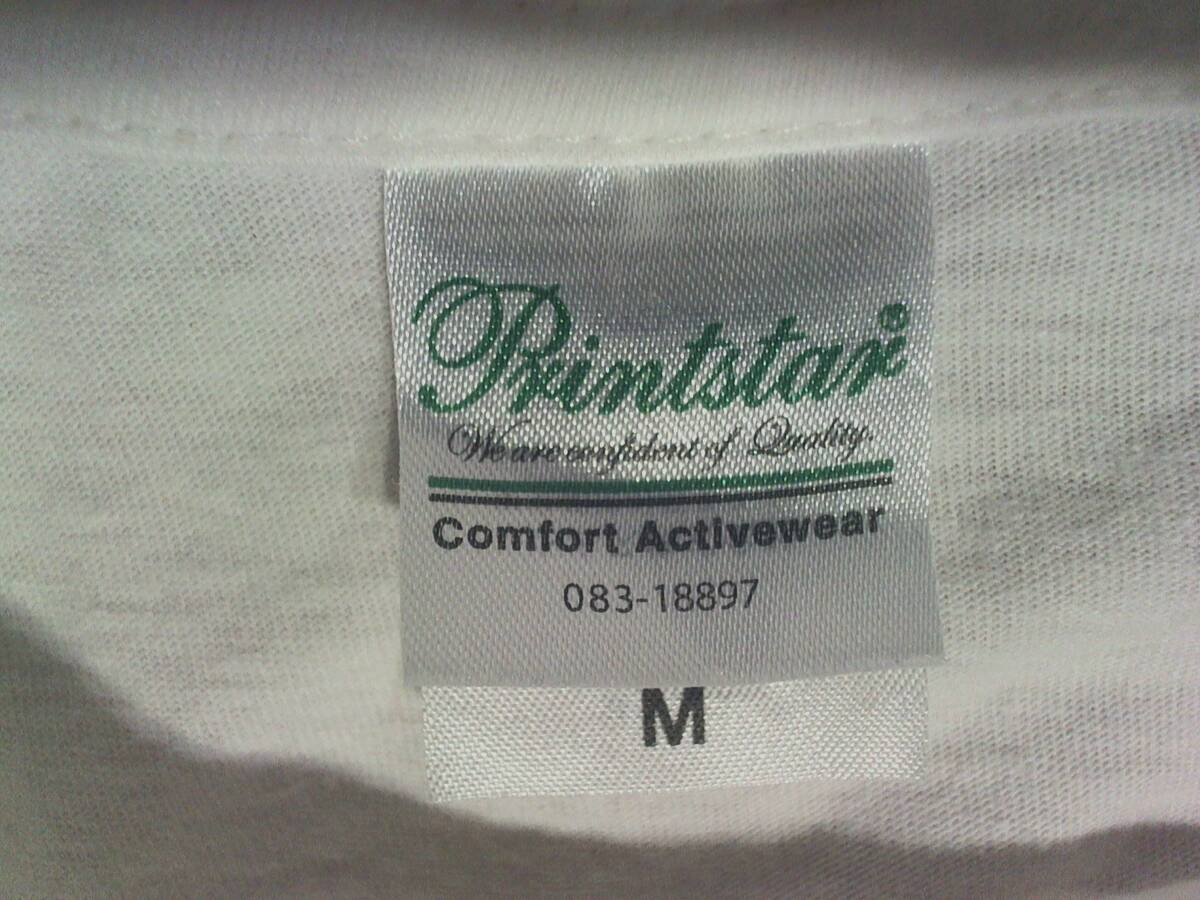 Printstar®
We are confident of Quality.
Comfort Activewear
083-18897
M